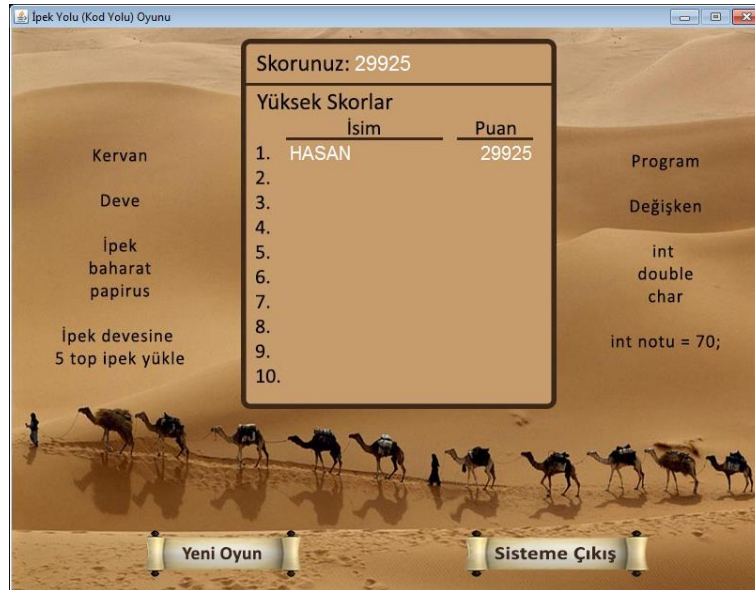 İpek Yolu (Kod Yolu) Oyunu
Skorunuz: 29925
Yüksek Skorlar
İsim Puan
1. HASAN 29925
2.
3.
4.
5.
6.
7.
8.
9.
10.
Kervan
Deve
İpek
baharat
papirus
İpek devesine
5 top ipek yükle
Program
Değişken
int
double
char
int notu = 70;
Yeni Oyun
Sisteme Çıkış